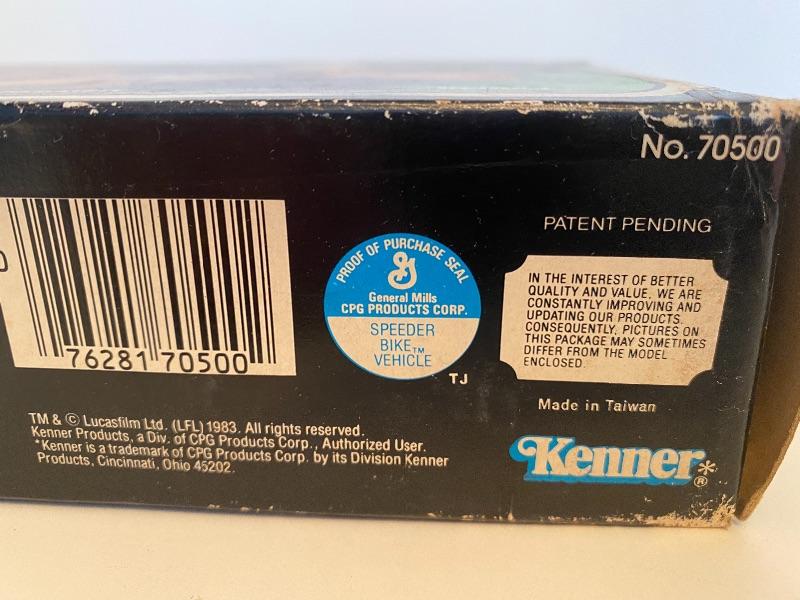 No. 70500
PATENT PENDING
0
76281 70500
PROOF OF PURCHASE SEAL
G
General Mills
CPG PRODUCTS CORP.
SPEEDER
BIKE™
VEHICLE
TJ
IN THE INTEREST OF BETTER
QUALITY AND VALUE, WE ARE
CONSTANTLY IMPROVING AND
UPDATING OUR PRODUCTS.
CONSEQUENTLY, PICTURES ON
THIS PACKAGE MAY SOMETIMES
DIFFER FROM THE MODEL
ENCLOSED.
Made in Taiwan
TM & © Lucasfilm Ltd. (LFL) 1983. All rights reserved.
Kenner Products, a Div. of CPG Products Corp., Authorized User.
*Kenner is a trademark of CPG Products Corp. by its Division Kenner
Products, Cincinnati, Ohio 45202.
Kenner*®